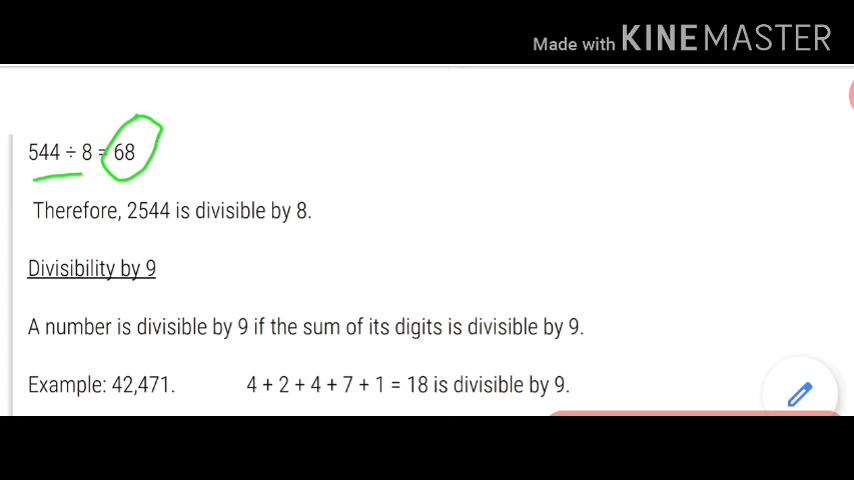 Made with KINEMASTER
544 ÷ 8 = 68
Therefore, 2544 is divisible by 8.
Divisibility by 9
A number is divisible by 9 if the sum of its digits is divisible by 9.
Example: 42,471. 4 + 2 + 4 + 7 + 1 = 18 is divisible by 9.